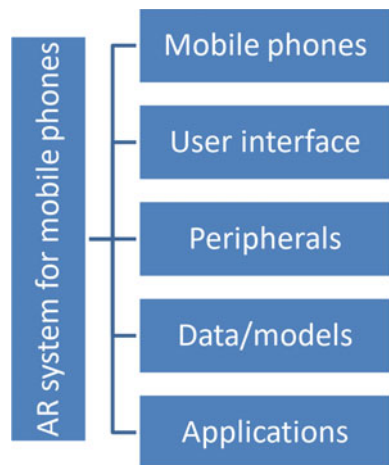 AR system for mobile phones
Mobile phones
User interface
Peripherals
Data/models
Applications